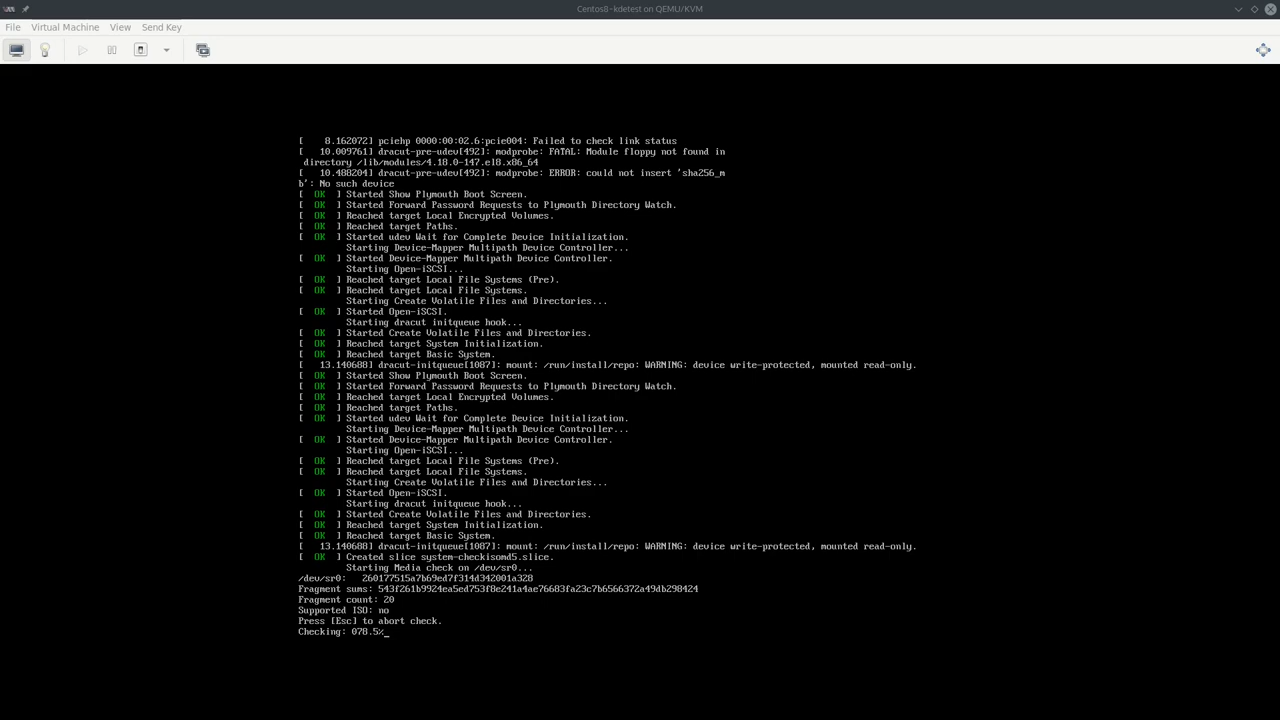 Centos8-kdetest on QEMU/KVM
File Virtual Machine View Send Key
[    8.162072] pciehp 0000:00:02.6:pcie004: Failed to check link status
[   10.009761] dracut-pre-udev[492]: modprobe: FATAL: Module floppy not found in
 directory /lib/modules/4.18.0-147.el8.x86_64
[   10.488204] dracut-pre-udev[492]: modprobe: ERROR: could not insert 'sha256_m
b': No such device
[  OK  ] Started Show Plymouth Boot Screen.
[  OK  ] Started Forward Password Requests to Plymouth Directory Watch.
[  OK  ] Reached target Local Encrypted Volumes.
[  OK  ] Reached target Paths.
[  OK  ] Started udev Wait for Complete Device Initialization.
         Starting Device-Mapper Multipath Device Controller...
[  OK  ] Started Device-Mapper Multipath Device Controller.
         Starting Open-iSCSI...
[  OK  ] Reached target Local File Systems (Pre).
[  OK  ] Reached target Local File Systems.
         Starting Create Volatile Files and Directories...
[  OK  ] Started Open-iSCSI.
         Starting dracut initqueue hook...
[  OK  ] Started Create Volatile Files and Directories.
[  OK  ] Reached target System Initialization.
[  OK  ] Reached target Basic System.
[   13.140688] dracut-initqueue[1087]: mount: /run/install/repo: WARNING: device write-protected, mounted read-only.
[  OK  ] Started Show Plymouth Boot Screen.
[  OK  ] Started Forward Password Requests to Plymouth Directory Watch.
[  OK  ] Reached target Local Encrypted Volumes.
[  OK  ] Reached target Paths.
[  OK  ] Started udev Wait for Complete Device Initialization.
         Starting Device-Mapper Multipath Device Controller...
[  OK  ] Started Device-Mapper Multipath Device Controller.
         Starting Open-iSCSI...
[  OK  ] Reached target Local File Systems (Pre).
[  OK  ] Reached target Local File Systems.
         Starting Create Volatile Files and Directories...
[  OK  ] Started Open-iSCSI.
         Starting dracut initqueue hook...
[  OK  ] Started Create Volatile Files and Directories.
[  OK  ] Reached target System Initialization.
[  OK  ] Reached target Basic System.
[   13.140688] dracut-initqueue[1087]: mount: /run/install/repo: WARNING: device write-protected, mounted read-only.
[  OK  ] Created slice system-checkisomd5.slice.
         Starting Media check on /dev/sr0...
/dev/sr0:   260177515a7b69ed7f314d342001a328
Fragment sums: 543f261b9924ea5ed753f8e241a4ae76683fa23c7b6566372a49db298424
Fragment count: 20
Supported ISO: no
Press [Esc] to abort check.
Checking: 078.5%_